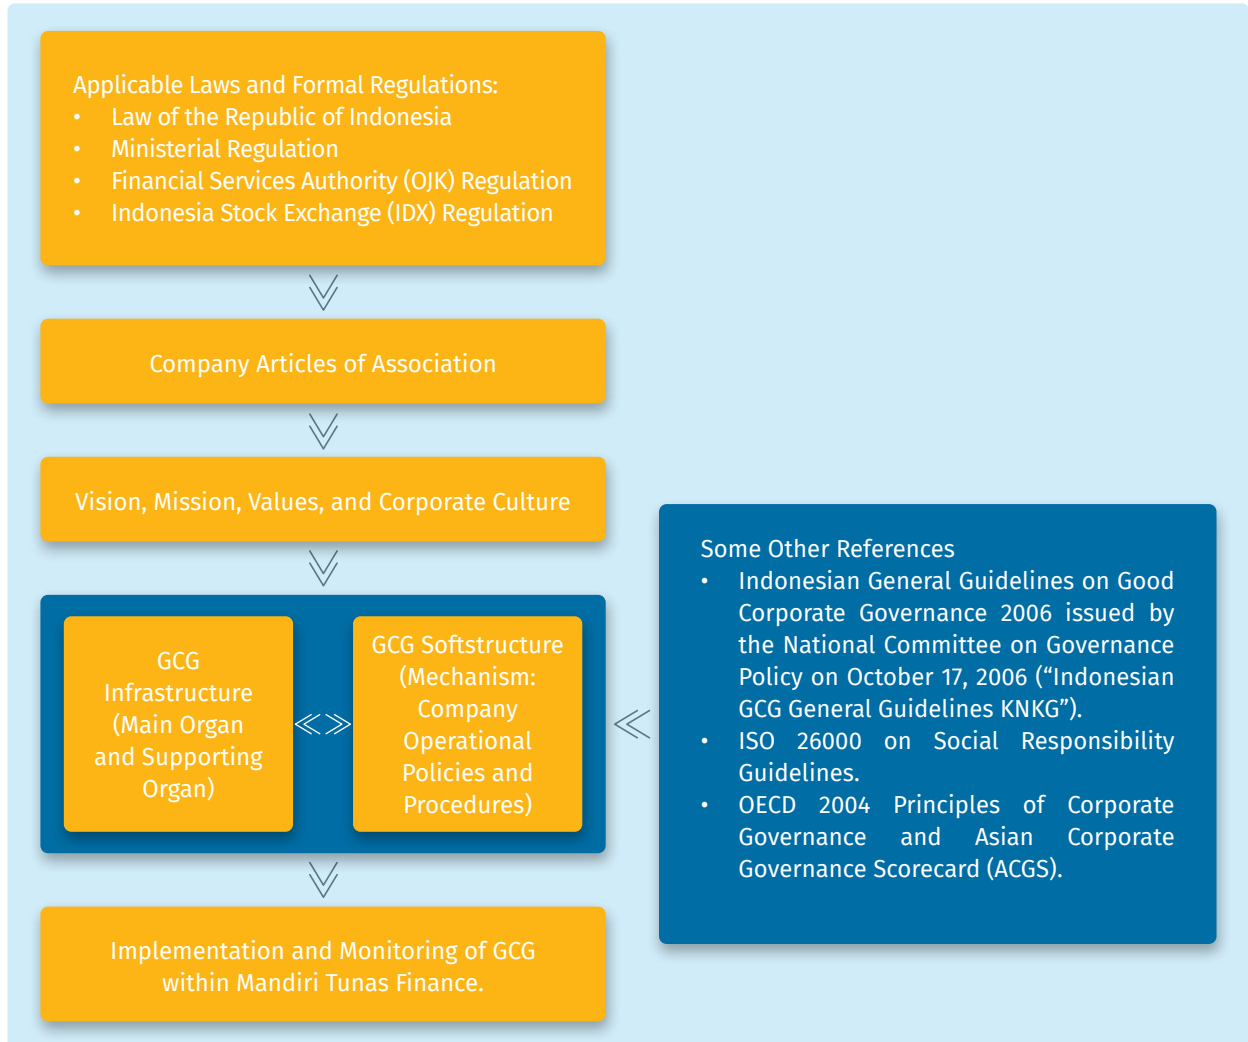 Applicable Laws and Formal Regulations:
• Law of the Republic of Indonesia
• Ministerial Regulation
• Financial Services Authority (OJK) Regulation
• Indonesia Stock Exchange (IDX) Regulation
Company Articles of Association
Vision, Mission, Values, and Corporate Culture
GCG
Infrastructure
(Main Organ
and Supporting
Organ)
GCG Softstructure
(Mechanism:
Company
Operational
Policies and
Procedures)
Some Other References
• Indonesian General Guidelines on Good
Corporate Governance 2006 issued by
the National Committee on Governance
Policy on October 17, 2006 (“Indonesian
GCG General Guidelines KNKG”).
• ISO 26000 on Social Responsibility
Guidelines.
• OECD 2004 Principles of Corporate
Governance and Asian Corporate
Governance Scorecard (ACGS).
Implementation and Monitoring of GCG
within Mandiri Tunas Finance.